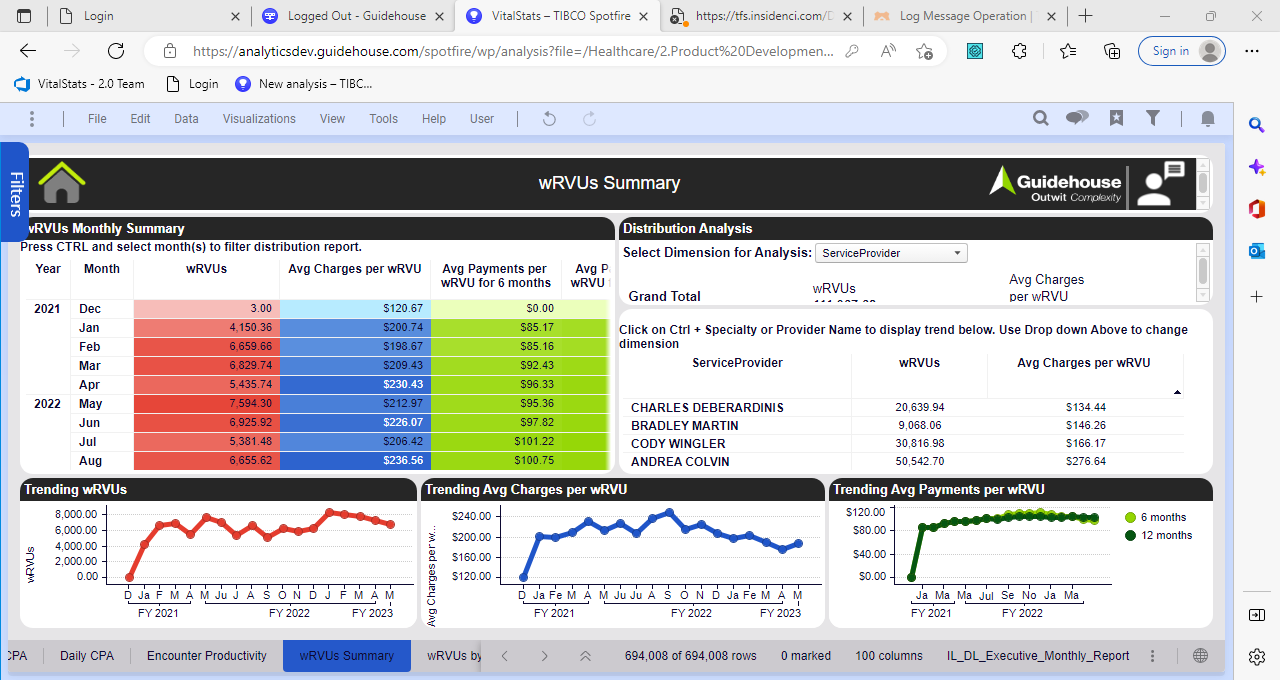 Login
Logged Out - Guidehouse
VitalStats – TIBCO Spotfire
https://tfs.insidenci.com/D
Log Message Operation |
https://analyticsdev.guidehouse.com/spotfire/wp/analysis?file=/Healthcare/2.Product%20Developmen...
Sign in
VitalStats - 2.0 Team
Login
New analysis – TIBC...
File Edit Data Visualizations View Tools Help User
Filters
wRVUs Summary
Guidehouse
Outwit Complexity
wRVUs Monthly Summary
Press CTRL and select month(s) to filter distribution report.
Year Month wRVUs Avg Charges per wRVU Avg Payments per wRVU for 6 months Avg P
2021 Dec 3.00 $120.67 $0.00
Jan 4,150.36 $200.74 $85.17
Feb 6,659.66 $198.67 $85.16
Mar 6,829.74 $209.43 $92.43
Apr 5,435.74 $230.43 $96.33
2022 May 7,594.30 $212.97 $95.36
Jun 6,925.92 $226.07 $97.82
Jul 5,381.48 $206.42 $101.22
Aug 6,655.62 $236.56 $100.75
Distribution Analysis
Select Dimension for Analysis: ServiceProvider
wRVUs Avg Charges per wRVU
Grand Total
Click on Ctrl + Specialty or Provider Name to display trend below. Use Drop down Above to change
dimension
ServiceProvider wRVUs Avg Charges per wRVU
CHARLES DEBERARDINIS 20,639.94 $134.44
BRADLEY MARTIN 9,068.06 $146.26
CODY WINGLER 30,816.98 $166.17
ANDREA COLVIN 50,542.70 $276.64
Trending wRVUs
wRVUs
8,000.00
6,000.00
4,000.00
2,000.00
0.00
D Ja F M A M Ju J A S O N D J F M A M
FY 2021 FY 2022 FY 2023
Trending Avg Charges per wRVU
Avg Charges per w...
$240.00
$200.00
$160.00
$120.00
D Ja Fe M A M Ju Ju A S O N D Ja Fe M A M
FY 2021 FY 2022 FY 2023
Trending Avg Payments per wRVU
$120.00
$80.00
$40.00
$0.00
Ja Ma Ma Jul Se No Ja Ma
FY 2021 FY 2022
6 months
12 months
CPA Daily CPA Encounter Productivity wRVUs Summary wRVUs by
694,008 of 694,008 rows 0 marked 100 columns IL_DL_Executive_Monthly_Report